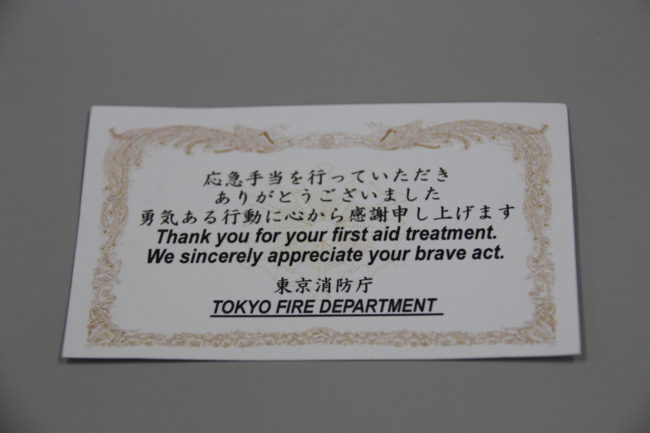 応急手当を行っていただき
ありがとうございました
勇気ある行動に心から感謝申し上げます
Thank you for your first aid treatment.
We sincerely appreciate your brave act.
東京消防庁
TOKYO FIRE DEPARTMENT